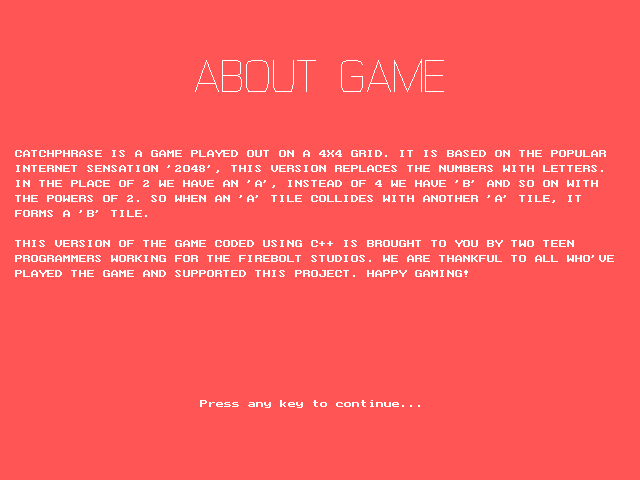 ABOUT GAME
CATCHPHRASE IS A GAME PLAYED OUT ON A 4X4 GRID. IT IS BASED ON THE POPULAR
INTERNET SENSATION '2048', THIS VERSION REPLACES THE NUMBERS WITH LETTERS.
IN THE PLACE OF 2 WE HAVE AN 'A', INSTEAD OF 4 WE HAVE 'B' AND SO ON WITH
THE POWERS OF 2. SO WHEN AN 'A' TILE COLLIDES WITH ANOTHER 'A' TILE, IT
FORMS A 'B' TILE.
THIS VERSION OF THE GAME CODED USING C++ IS BROUGHT TO YOU BY TWO TEEN
PROGRAMMERS WORKING FOR THE FIREBOLT STUDIOS. WE ARE THANKFUL TO ALL WHO'VE
PLAYED THE GAME AND SUPPORTED THIS PROJECT. HAPPY GAMING!
Press any key to continue...